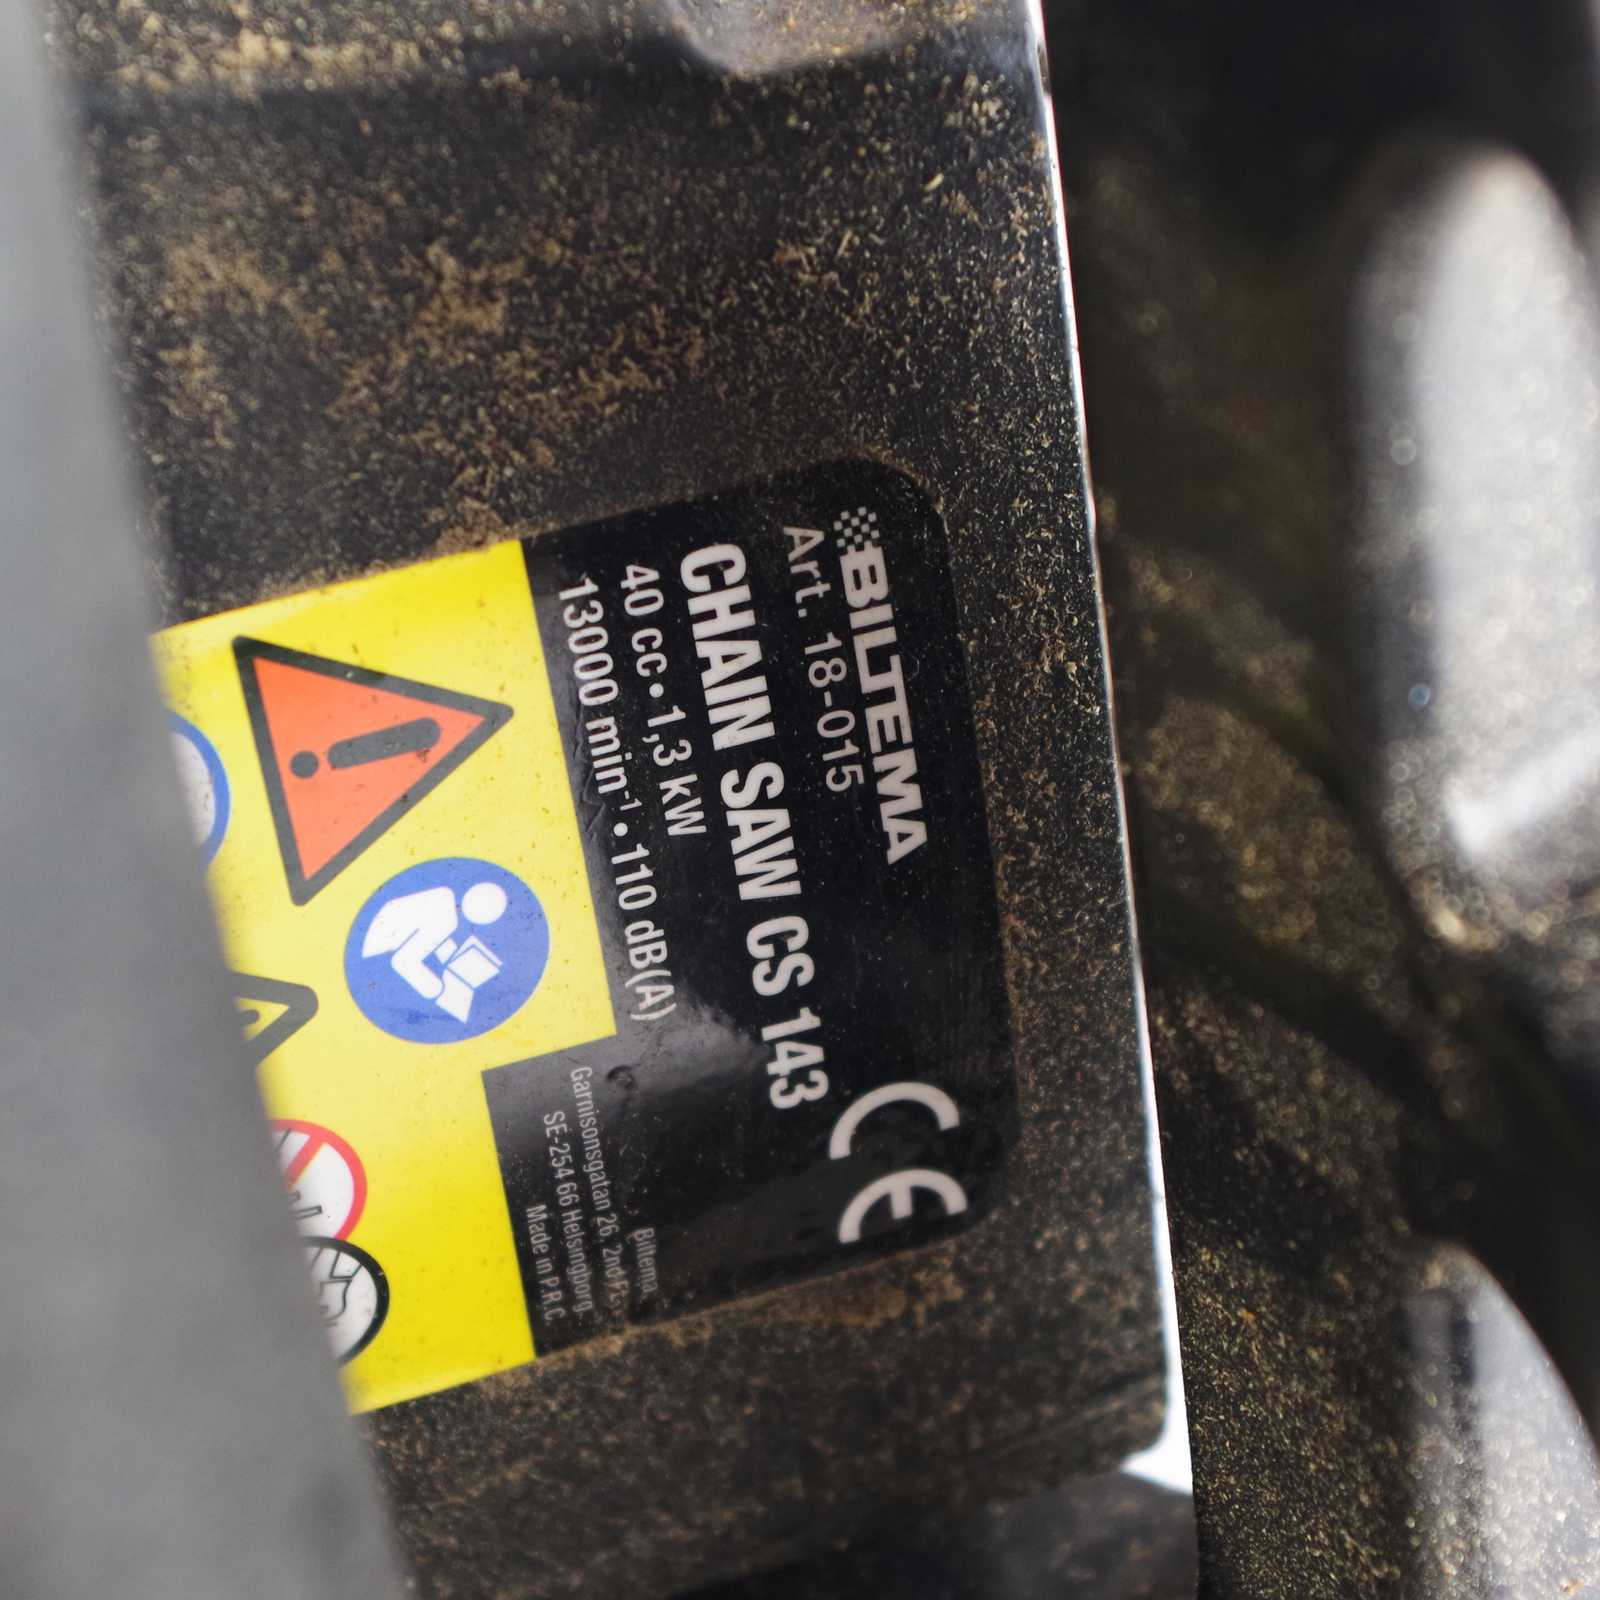 BILTEMA
Art. 18-015
CHAIN SAW CS 143
40 cc • 1,3 kW
13000 min⁻¹ • 110 dB(A)
CE
Biltema
Garnisonsgatan 26, 2nd
SE-254 66 Helsingborg.
Made in P.R.C.